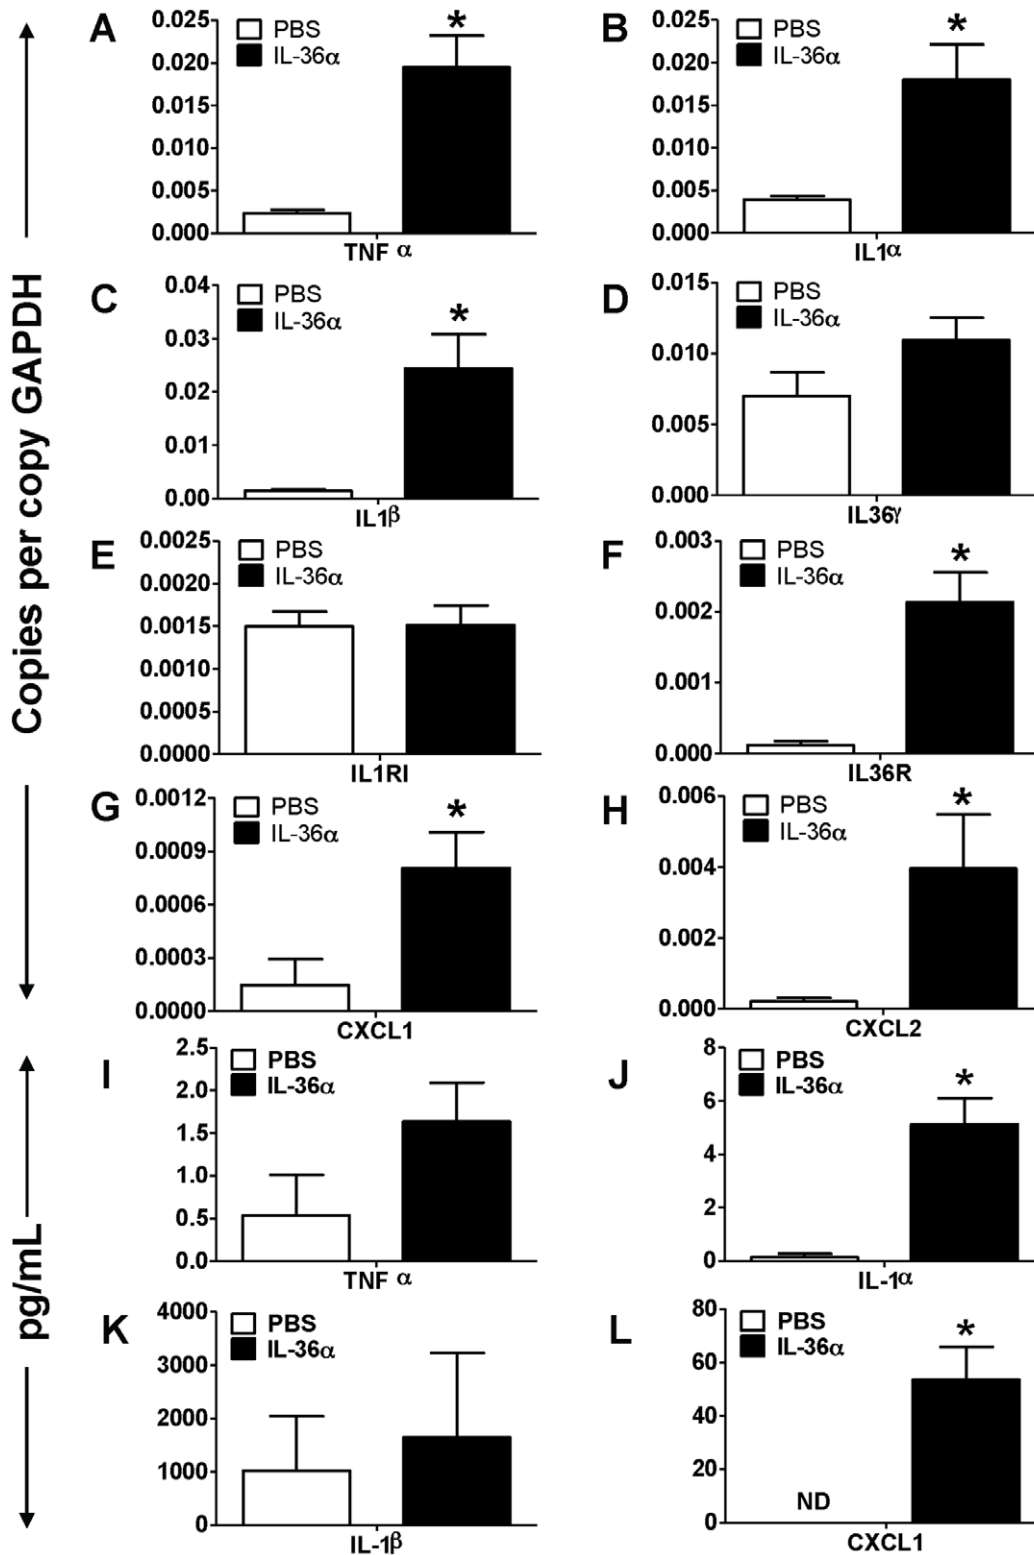 Copies per copy GAPDH
A
PBS
IL-36α
*
0.025
0.020
0.015
0.010
0.005
0.000
TNF α
B
PBS
IL-36α
*
0.025
0.020
0.015
0.010
0.005
0.000
IL1α
C
PBS
IL-36α
*
0.04
0.03
0.02
0.01
0.00
IL1β
D
PBS
IL-36α
0.015
0.010
0.005
0.000
IL36γ
E
PBS
IL-36α
0.0025
0.0020
0.0015
0.0010
0.0005
0.0000
IL1RI
F
PBS
IL-36α
*
0.003
0.002
0.001
0.000
IL36R
G
PBS
IL-36α
*
0.0012
0.0009
0.0006
0.0003
0.0000
CXCL1
H
PBS
IL-36α
*
0.006
0.004
0.002
0.000
CXCL2
pg/mL
I
PBS
IL-36α
2.5
2.0
1.5
1.0
0.5
0.0
TNF α
J
PBS
IL-36α
*
8
6
4
2
0
IL-1α
K
PBS
IL-36α
4000
3000
2000
1000
0
IL-1β
L
PBS
IL-36α
*
80
60
40
20
0
ND
CXCL1